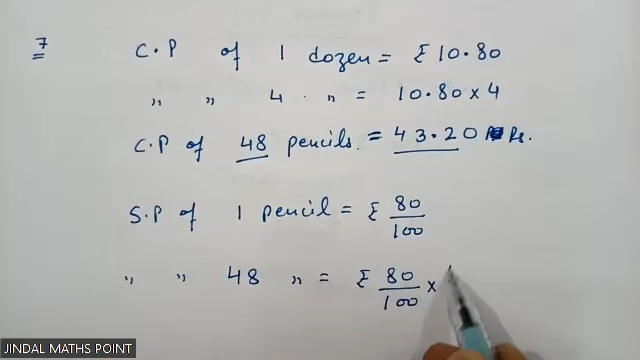 7 C.P of 1 dozen = ₹10.80
" " 4 " = 10.80 x 4
C.P of 48 pencils = 43.20 Rs.
S.P of 1 pencil = ₹ 80/100
" " 48 " = ₹ 80/100 x
JINDAL MATHS POINT